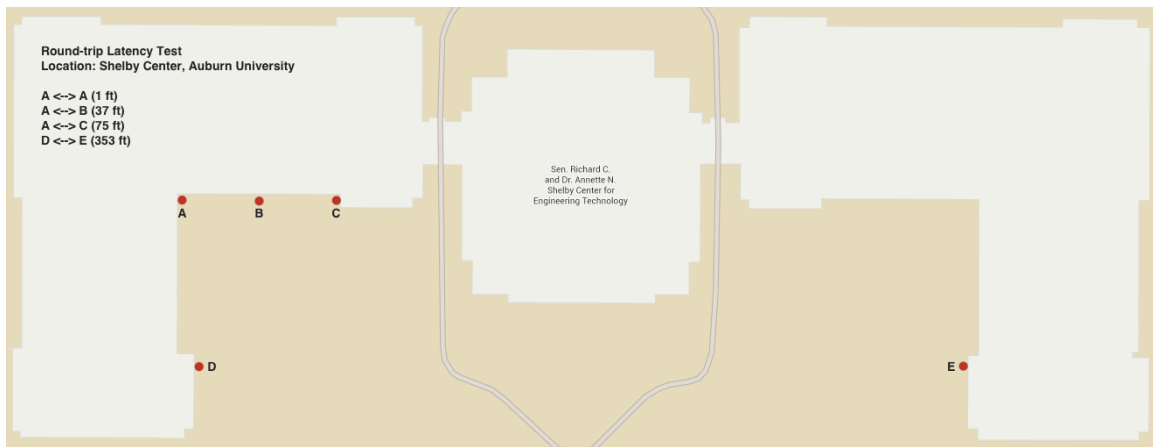 Round-trip Latency Test
Location: Shelby Center, Auburn University
A <--> A (1 ft)
A <--> B (37 ft)
A <--> C (75 ft)
D <--> E (353 ft)
Sen. Richard C.
and Dr. Annette N.
Shelby Center for
Engineering Technology
A
B
C
D
E